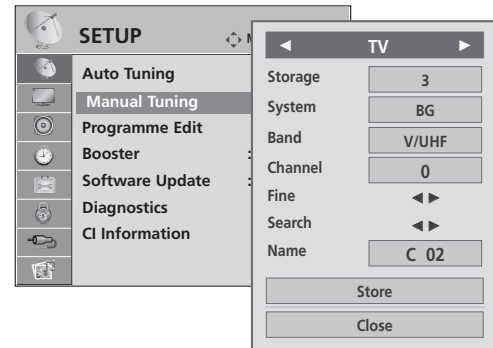 SETUP
Auto Tuning
Manual Tuning
Programme Edit
Booster :
Software Update :
Diagnostics
CI Information
◄ TV ►
Storage 3
System BG
Band V/UHF
Channel 0
Fine ◄ ►
Search ◄ ►
Name C 02
Store
Close